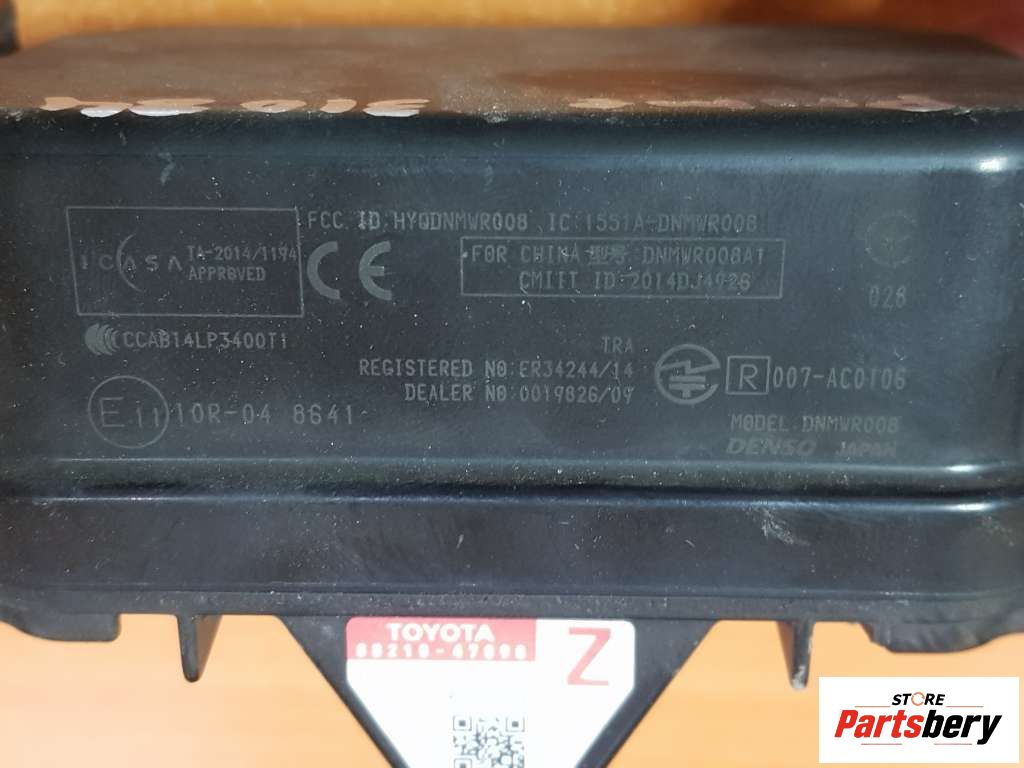 FCC ID:HYQDNMWR008 IC:1551A-DNMWR008
ICASA TA-2014/1194
APPROVED
CE
FOR CHINA 型号:DNMWR008A1
CMIIT ID:2014DJ4926
028
CCAB14LP3400T1
TRA
REGISTERED No:ER34244/14
DEALER No:0019826/09
R 007-AC0106
E11 10R-04 8641
MODEL DNMWR008
DENSO JAPAN
TOYOTA
Z
STORE
Partsbery